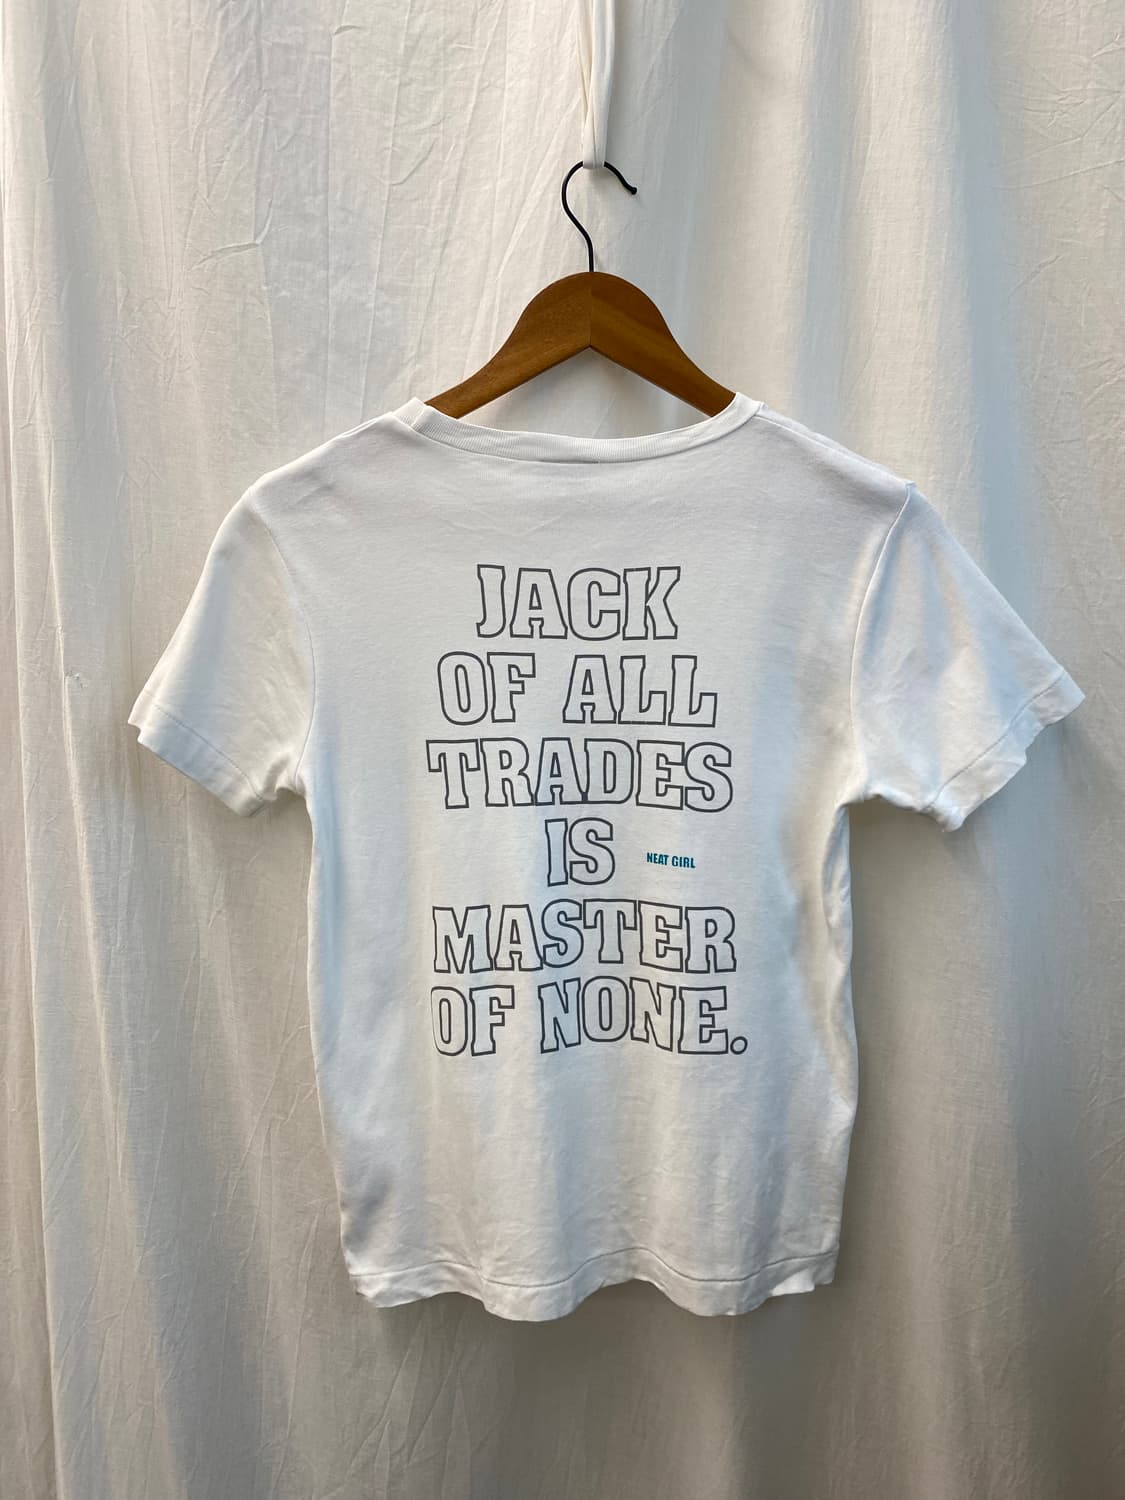 JACK
OF ALL
TRADES
IS
NEAT GIRL
MASTER
OF NONE.